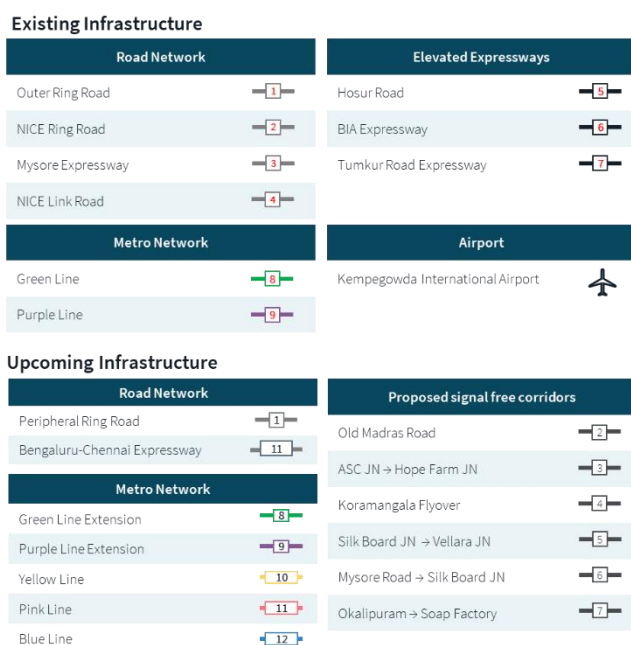 Existing Infrastructure
Road Network
Outer Ring Road 1
NICE Ring Road 2
Mysore Expressway 3
NICE Link Road 4
Elevated Expressways
Hosur Road 5
BIA Expressway 6
Tumkur Road Expressway 7
Metro Network
Green Line 8
Purple Line 9
Airport
Kempegowda International Airport
Upcoming Infrastructure
Road Network
Peripheral Ring Road 1
Bengaluru-Chennai Expressway 11
Metro Network
Green Line Extension 8
Purple Line Extension 9
Yellow Line 10
Pink Line 11
Blue Line 12
Proposed signal free corridors
Old Madras Road 2
ASC JN → Hope Farm JN 3
Koramangala Flyover 4
Silk Board JN → Vellara JN 5
Mysore Road → Silk Board JN 6
Okalipuram → Soap Factory 7